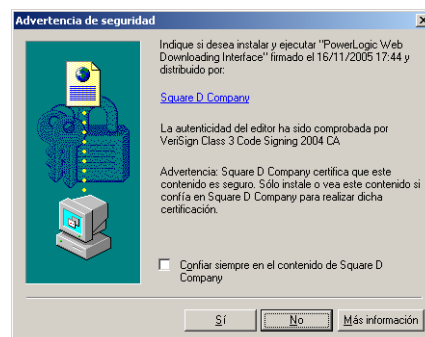 Advertencia de seguridad
Indique si desea instalar y ejecutar "PowerLogic Web
Downloading Interface" firmado el 16/11/2005 17:44 y
distribuido por:
Square D Company
La autenticidad del editor ha sido comprobada por
VeriSign Class 3 Code Signing 2004 CA
Advertencia: Square D Company certifica que este
contenido es seguro. Sólo instale o vea este contenido si
confía en Square D Company para realizar dicha
certificación.
Confiar siempre en el contenido de Square D
Company
Sí
No
Más información